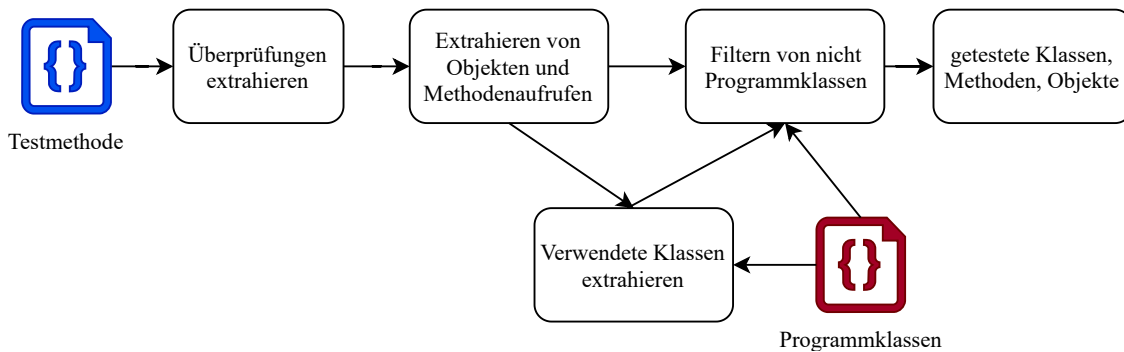 {}
Testmethode
Überprüfungen
extrahieren
Extrahieren von
Objekten und
Methodenaufrufen
Filtern von nicht
Programmklassen
getestete Klassen,
Methoden, Objekte
Verwendete Klassen
extrahieren
{}
Programmklassen